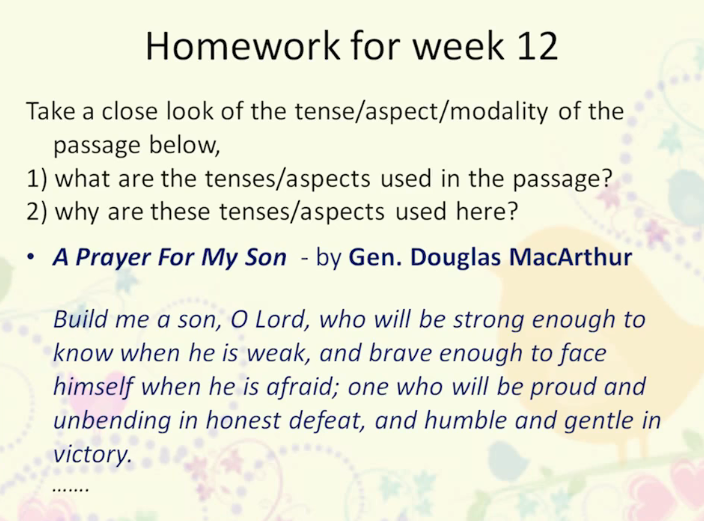 Homework for week 12
Take a close look of the tense/aspect/modality of the
passage below,
1) what are the tenses/aspects used in the passage?
2) why are these tenses/aspects used here?
• A Prayer For My Son - by Gen. Douglas MacArthur
Build me a son, O Lord, who will be strong enough to
know when he is weak, and brave enough to face
himself when he is afraid; one who will be proud and
unbending in honest defeat, and humble and gentle in
victory.
.......